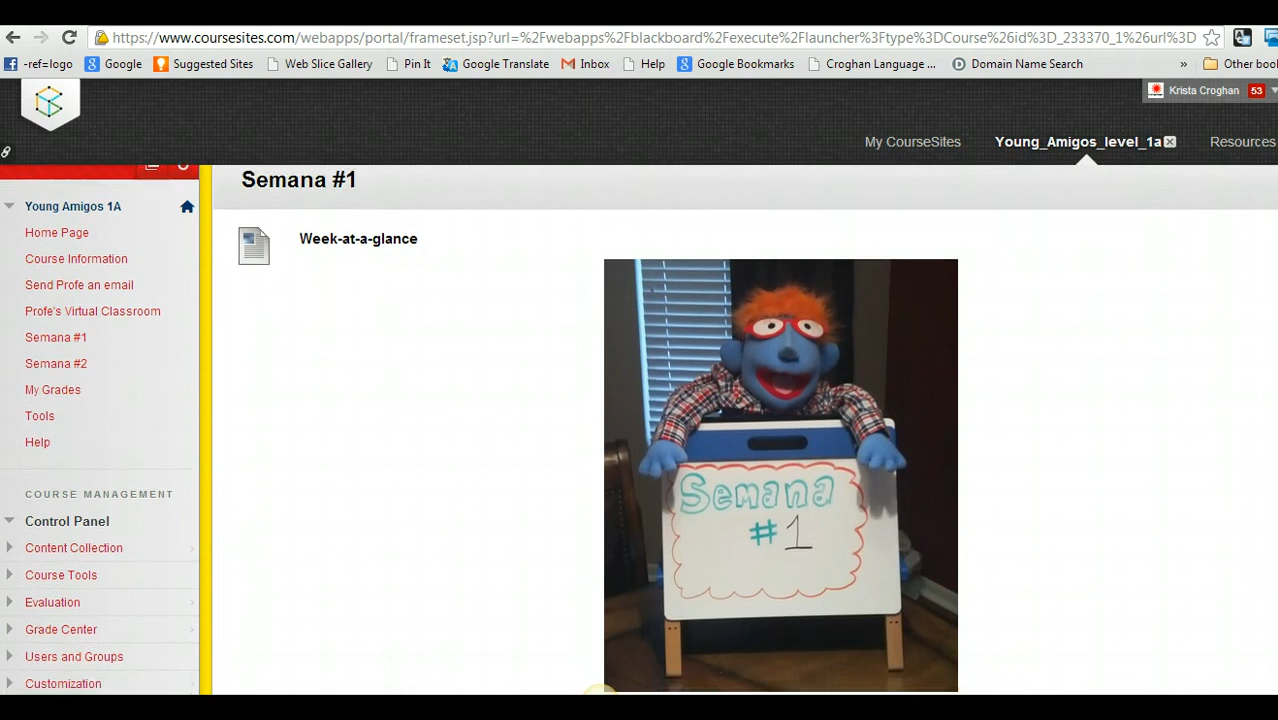 https://www.coursesites.com/webapps/portal/frameset.jsp?url=%2Fwebapps%2Fblackboard%2Fexecute%2Flauncher%3Ftype%3DCourse%26id%3D_233370_1%26url%3D
-ref=logo Google Suggested Sites Web Slice Gallery Pin It Google Translate Inbox Help Google Bookmarks Croghan Language ... Domain Name Search » Other boo
Krista Croghan 53
My CourseSites Young_Amigos_level_1a Resources
Semana #1
Young Amigos 1A
Home Page
Course Information
Send Profe an email
Profe's Virtual Classroom
Semana #1
Semana #2
My Grades
Tools
Help
COURSE MANAGEMENT
Control Panel
Content Collection
Course Tools
Evaluation
Grade Center
Users and Groups
Customization
Week-at-a-glance
Semana
#1